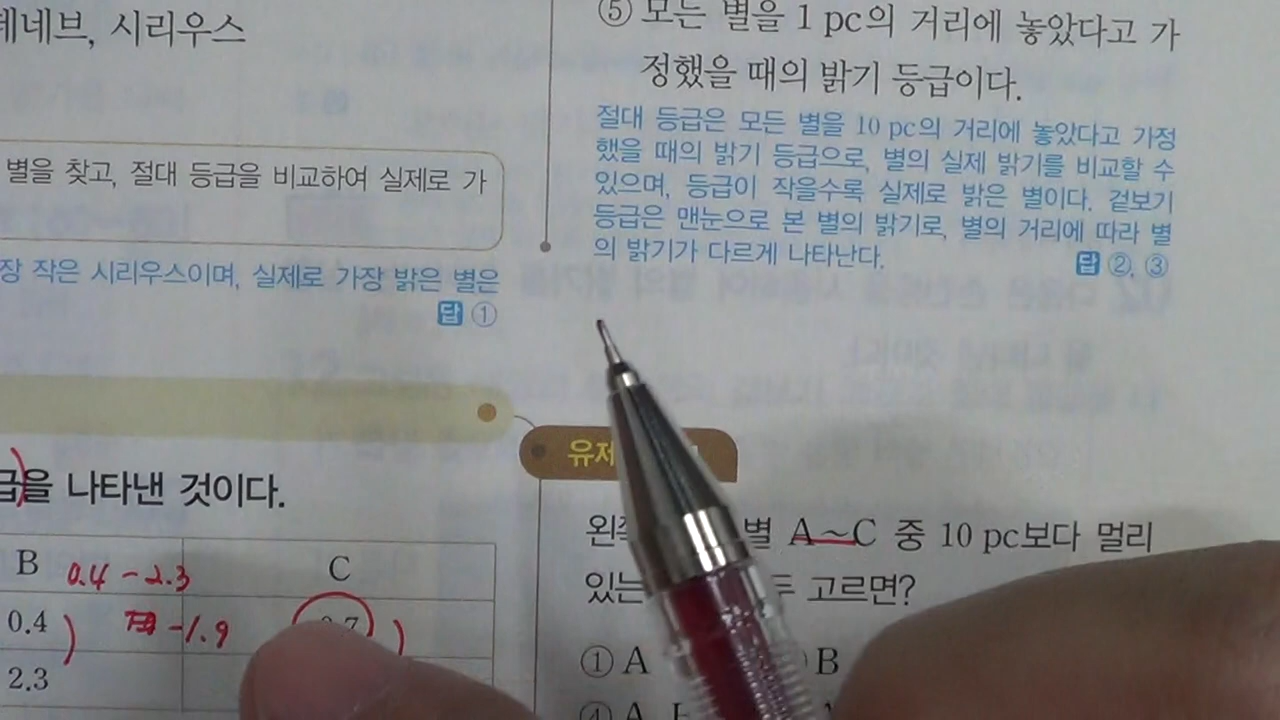 데네브, 시리우스
별을 찾고, 절대 등급을 비교하여 실제로 가
장 작은 시리우스이며, 실제로 가장 밝은 별은
답 ①
급)을 나타낸 것이다.
B 0.4 -2.3 C
0.4 -1.9
2.3
⑤ 모든 별을 1 pc의 거리에 놓았다고 가
정했을 때의 밝기 등급이다.
절대 등급은 모든 별을 10 pc의 거리에 놓았다고 가정
했을 때의 밝기 등급으로, 별의 실제 밝기를 비교할 수
있으며, 등급이 작을수록 실제로 밝은 별이다. 겉보기
등급은 맨눈으로 본 별의 밝기로, 별의 거리에 따라 별
의 밝기가 다르게 나타난다.
답 ②, ③
유제
별 A~C 중 10 pc보다 멀리
있는 고르면?
① A B
④ A